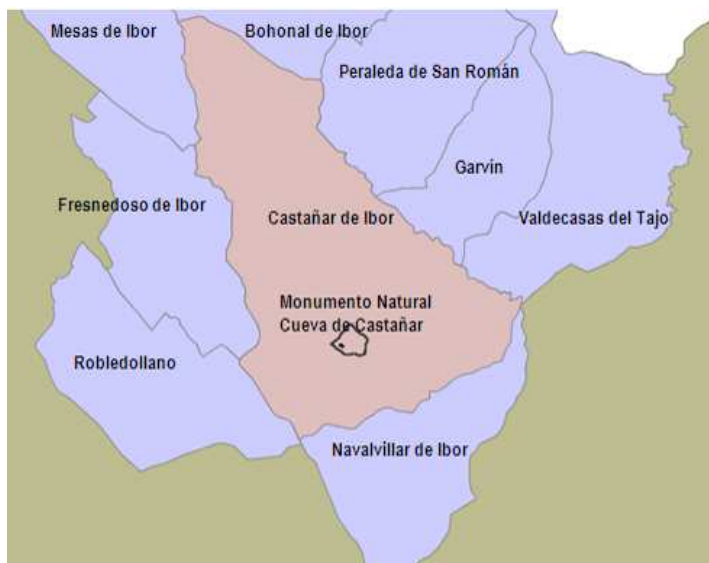 Mesas de Ibor
Bohonal de Ibor
Peraleda de San Román
Garvín
Fresnedoso de Ibor
Castañar de Ibor
Valdecasas del Tajo
Monumento Natural
Cueva de Castañar
Robledollano
Navalvillar de Ibor